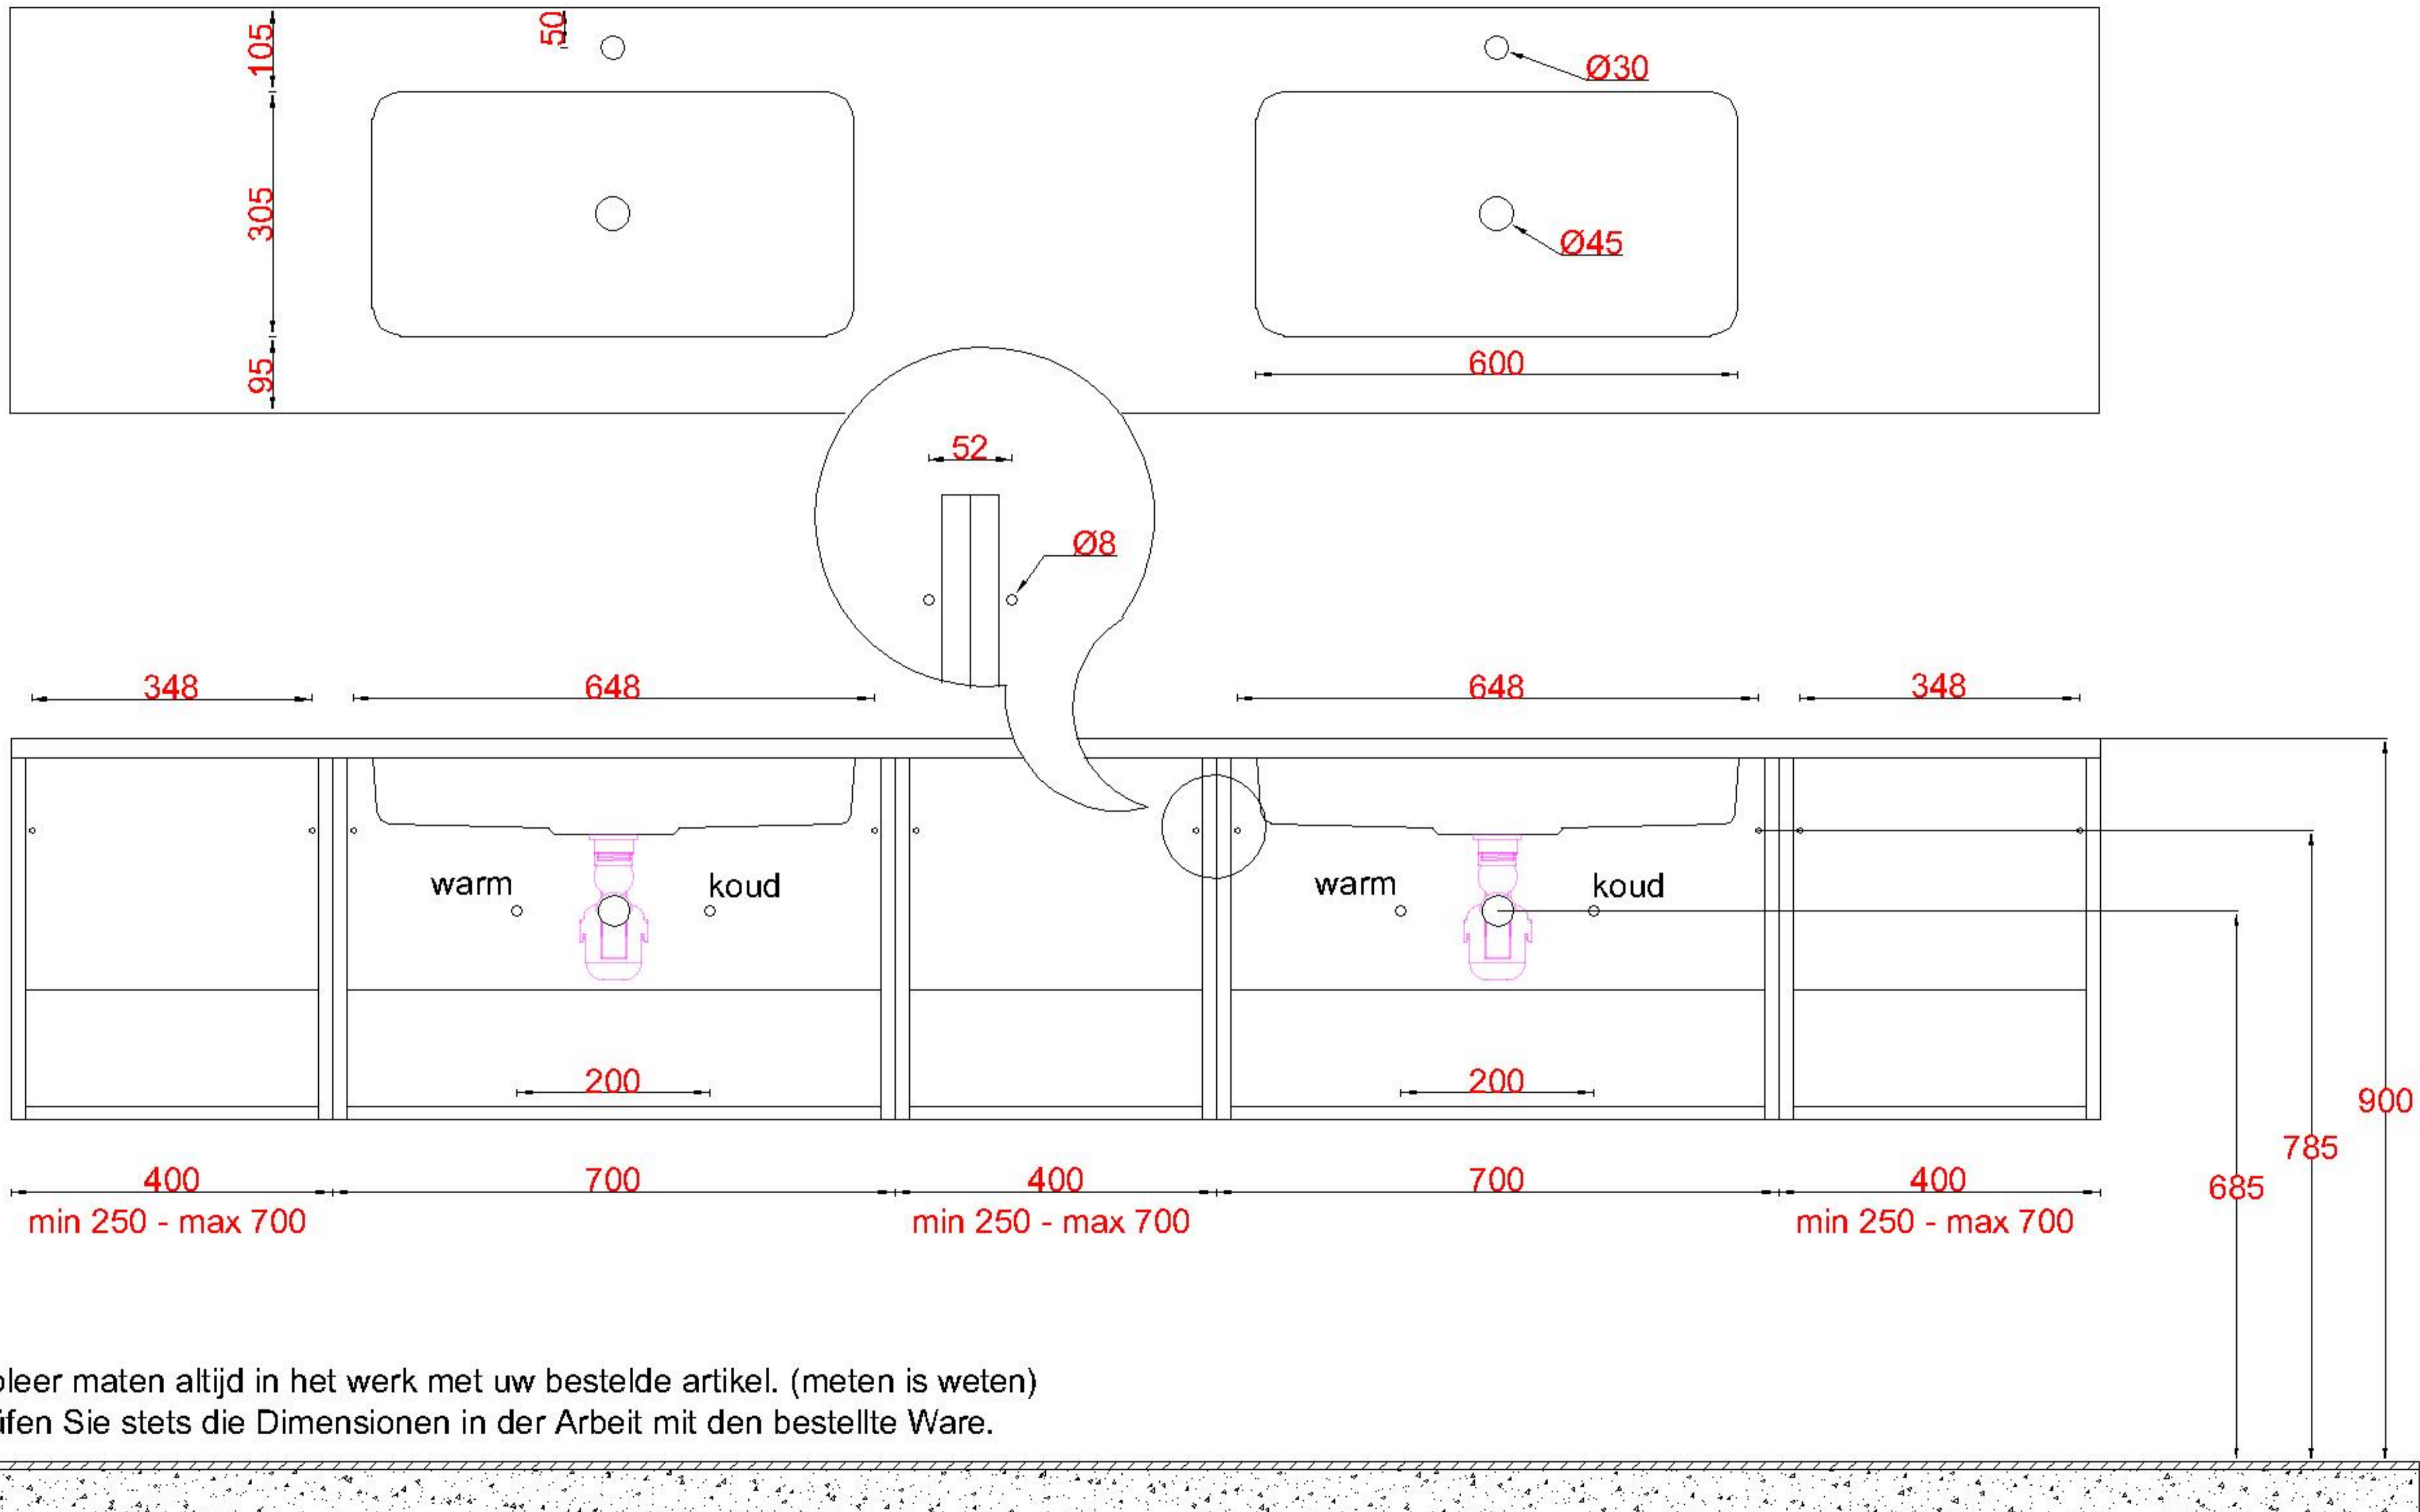 105
50
Ø30
305
Ø45
95
600
52
Ø8
348
648
648
348
warm
koud
warm
koud
200
200
900
785
685
400
700
400
700
400
min 250 - max 700
min 250 - max 700
min 250 - max 700
maten altijd in het werk met uw bestelde artikel. (meten is weten)
Sie stets die Dimensionen in der Arbeit mit den bestellte Ware.